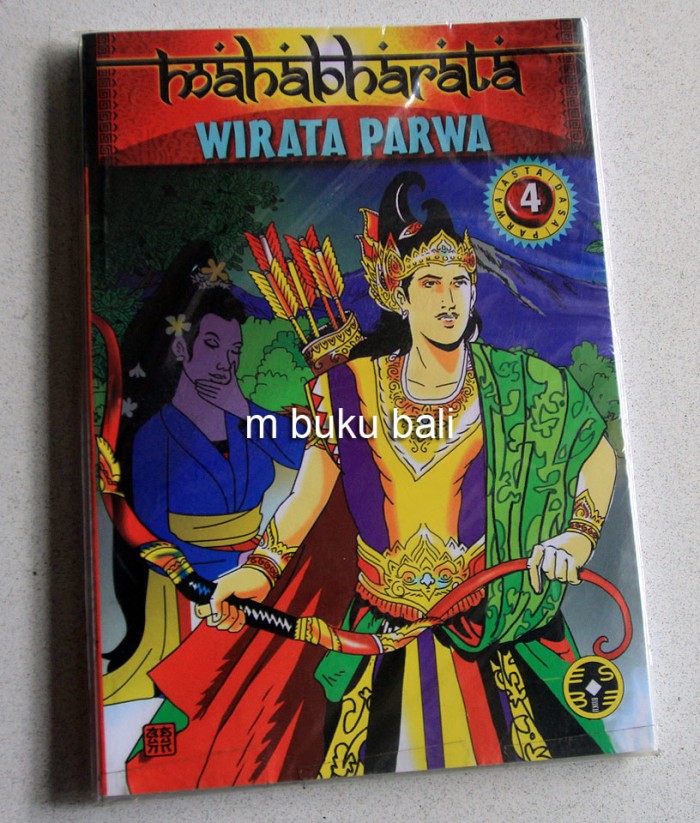 mahabharata
WIRATA PARWA
ASTA DASA PARWA
4
m buku bali